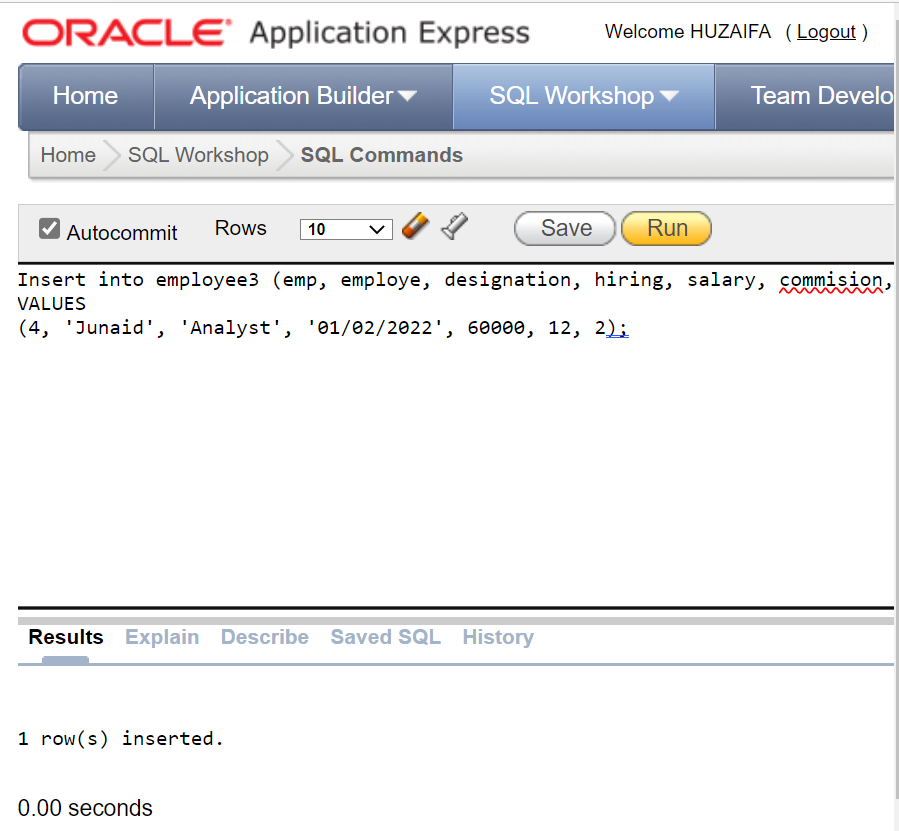 ORACLE Application Express Welcome HUZAIFA ( Logout )
Home Application Builder SQL Workshop Team Develo
Home SQL Workshop SQL Commands
Autocommit Rows 10 Save Run
Insert into employee3 (emp, employe, designation, hiring, salary, commision,
VALUES
(4, 'Junaid', 'Analyst', '01/02/2022', 60000, 12, 2);
Results Explain Describe Saved SQL History
1 row(s) inserted.
0.00 seconds